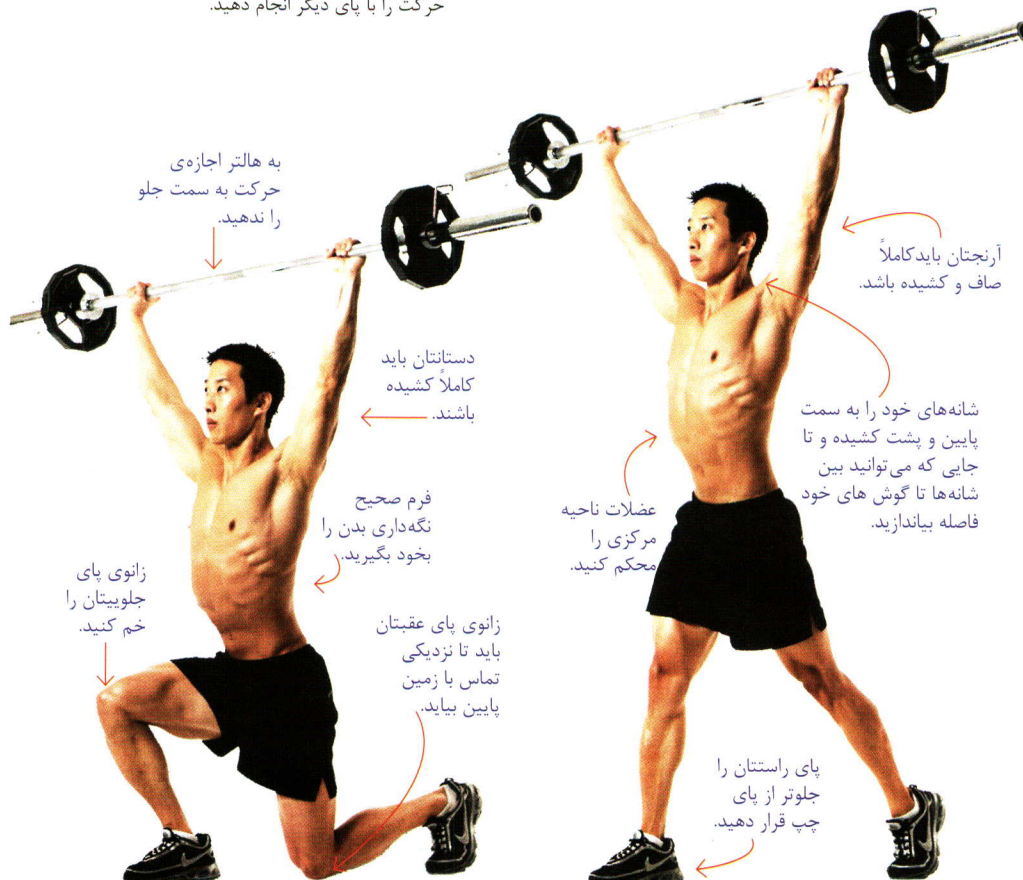 حرکت را با پای دیگر انجام دهید.
به هالتر اجازه‌ی
حرکت به سمت جلو
را ندهید.
آرنجتان باید کاملاً
صاف و کشیده باشد.
دستانتان باید
کاملاً کشیده
باشند.
شانه‌های خود را به سمت
پایین و پشت کشیده و تا
جایی که می‌توانید بین
شانه‌ها تا گوش های خود
فاصله بیاندازید.
فرم صحیح
نگه‌داری بدن را
بخود بگیرید.
عضلات ناحیه
مرکزی را
محکم کنید.
زانوی پای
جلوییتان را
خم کنید.
زانوی پای عقبتان
باید تا نزدیکی
تماس با زمین
پایین بیاید.
پای راستتان را
جلوتر از پای
چپ قرار دهید.